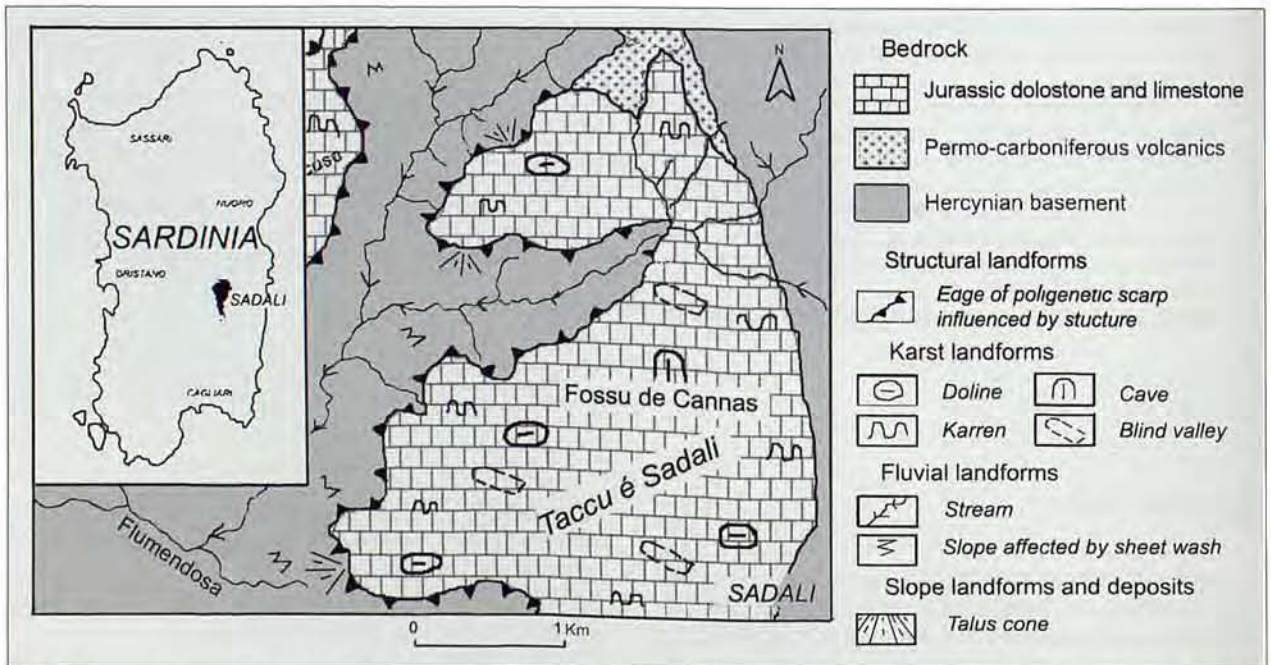 SASSARI
NUORO
SARDINIA
ORISTANO
SADALI
CAGLIARI
N
Fossu de Cannas
Taccu é Sadali
Flumendosa
SADALI
0 1 Km
Bedrock
Jurassic dolostone and limestone
Permo-carboniferous volcanics
Hercynian basement
Structural landforms
Edge of poligenetic scarp
influenced by stucture
Karst landforms
Doline
Cave
Karren
Blind valley
Fluvial landforms
Stream
Slope affected by sheet wash
Slope landforms and deposits
Talus cone